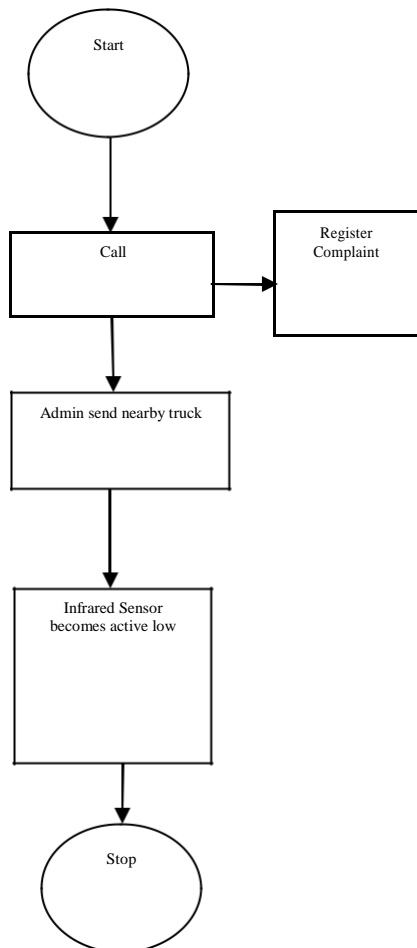 Start
Call
Register
Complaint
Admin send nearby truck
Infrared Sensor
becomes active low
Stop